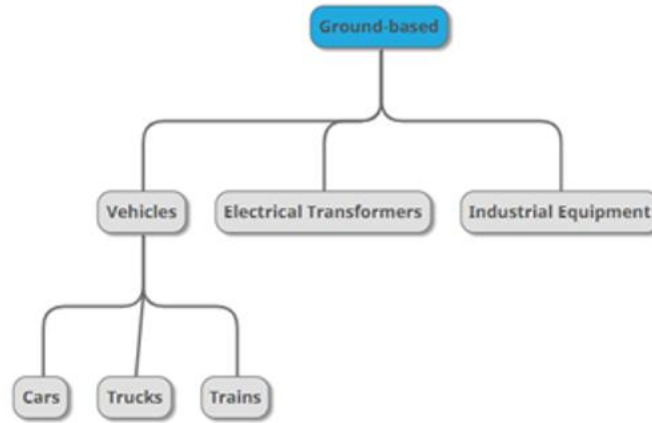 Ground-based
Vehicles
Electrical Transformers
Industrial Equipment
Cars
Trucks
Trains